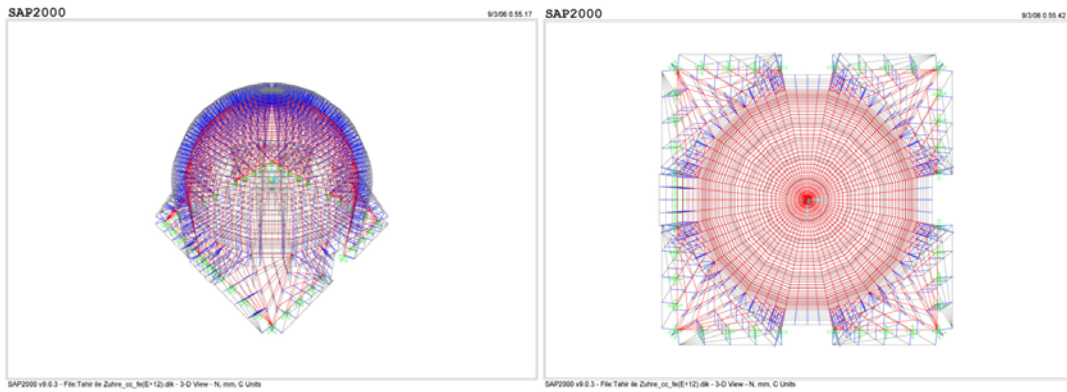 SAP2000
9/3/06 0:55:17
SAP2000 v9.0.3 - File:Tahir ile Zuhre_cc_fe(E+12).dik - 3-D View - N, mm, C Units
SAP2000
9/3/06 0:55:42
SAP2000 v9.0.3 - File:Tahir ile Zuhre_cc_fe(E+12).dik - 3-D View - N, mm, C Units